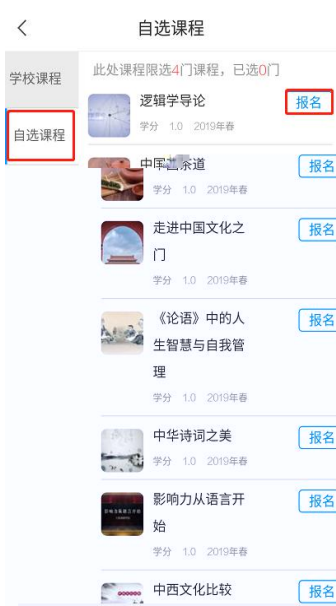 自选课程
学校课程
自选课程
此处课程限选4门课程，已选0门
逻辑学导论
报名
学分 1.0 2019年春
中国 茶道
报名
学分 1.0 2019年春
走进中国文化之
门
报名
学分 1.0 2019年春
《论语》中的人
生智慧与自我管
理
报名
学分 1.0 2019年春
中华诗词之美
报名
学分 1.0 2019年春
影响力从语言开
始
报名
学分 1.0 2019年春
中西文化比较
报名